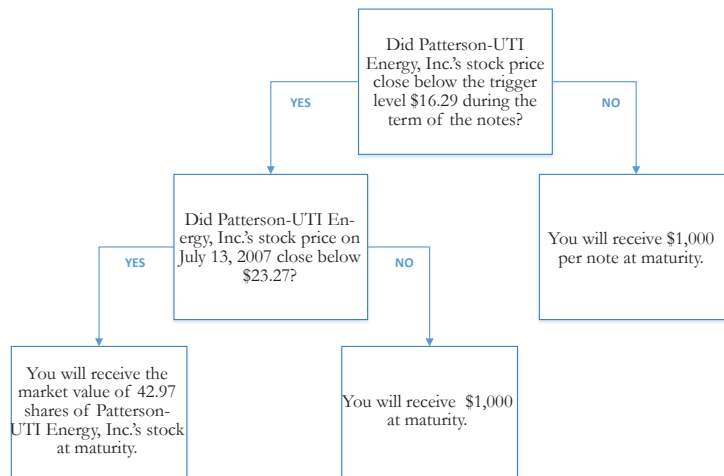 Did Patterson-UTI
Energy, Inc.'s stock price
close below the trigger
level $16.29 during the
term of the notes?
YES
NO
Did Patterson-UTI En-
ergy, Inc.'s stock price on
July 13, 2007 close below
$23.27?
You will receive $1,000
per note at maturity.
YES
NO
You will receive the
market value of 42.97
shares of Patterson-
UTI Energy, Inc.'s stock
at maturity.
You will receive $1,000
at maturity.